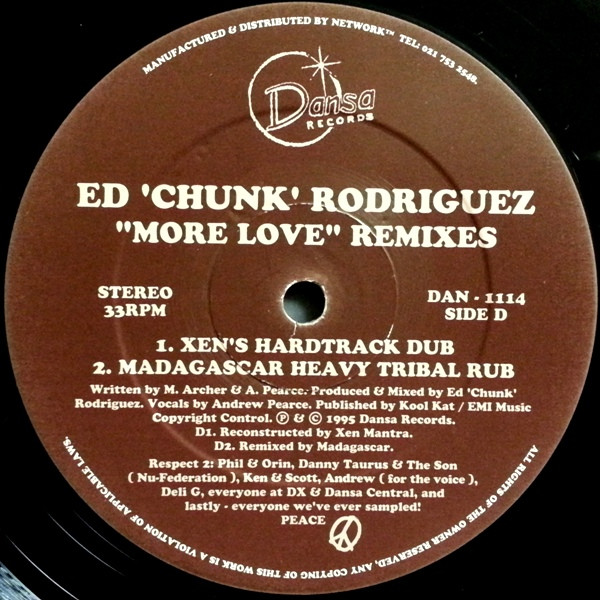 MANUFACTURED & DISTRIBUTED BY NETWORK™ TEL: 021 753 2548.
Dansa
RECORDS
ED 'CHUNK' RODRIGUEZ
"MORE LOVE" REMIXES
STEREO
33RPM
DAN - 1114
SIDE D
1. XEN'S HARDTRACK DUB
2. MADAGASCAR HEAVY TRIBAL RUB
Written by M. Archer & A. Pearce. Produced & Mixed by Ed 'Chunk'
Rodriguez. Vocals by Andrew Pearce. Published by Kool Kat / EMI Music
Copyright Control. ℗ & © 1995 Dansa Records.
D1. Reconstructed by Xen Mantra.
D2. Remixed by Madagascar.
Respect 2: Phil & Orin, Danny Taurus & The Son
( Nu-Federation ), Ken & Scott, Andrew ( for the voice ),
Deli G, everyone at DX & Dansa Central, and
lastly - everyone we've ever sampled!
PEACE
ALL RIGHTS OF THE OWNER RESERVED, ANY COPYING OF THIS WORK IS A VIOLATION OF APPLICABLE LAWS.